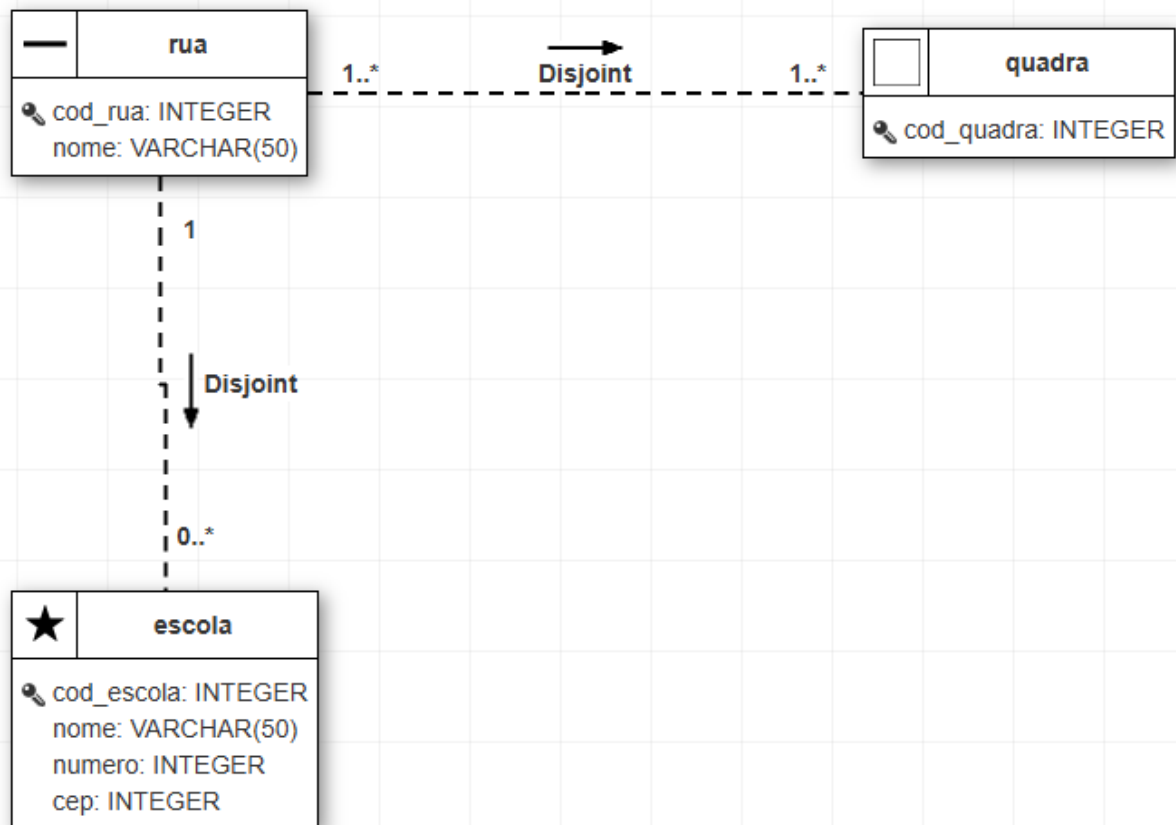 rua
cod_rua: INTEGER
nome: VARCHAR(50)
1..*
Disjoint
1..*
quadra
cod_quadra: INTEGER
1
Disjoint
0..*
escola
cod_escola: INTEGER
nome: VARCHAR(50)
numero: INTEGER
cep: INTEGER